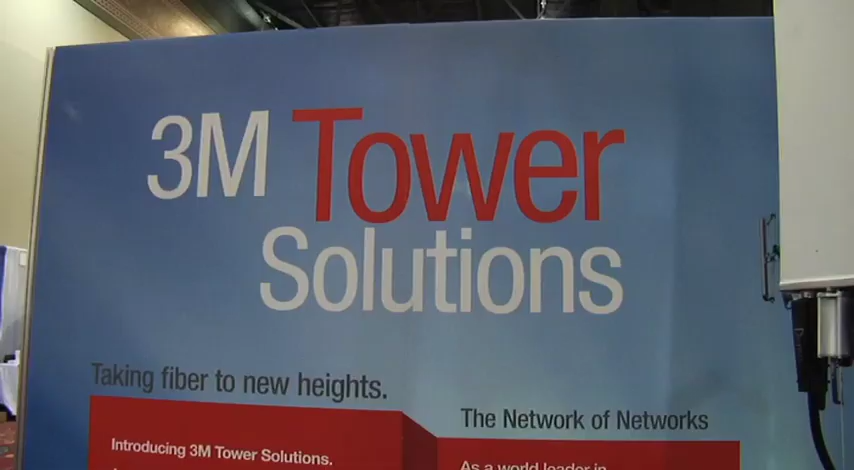 3M Tower
Solutions
Taking fiber to new heights.
The Network of Networks
Introducing 3M Tower Solutions.
As a world leader in